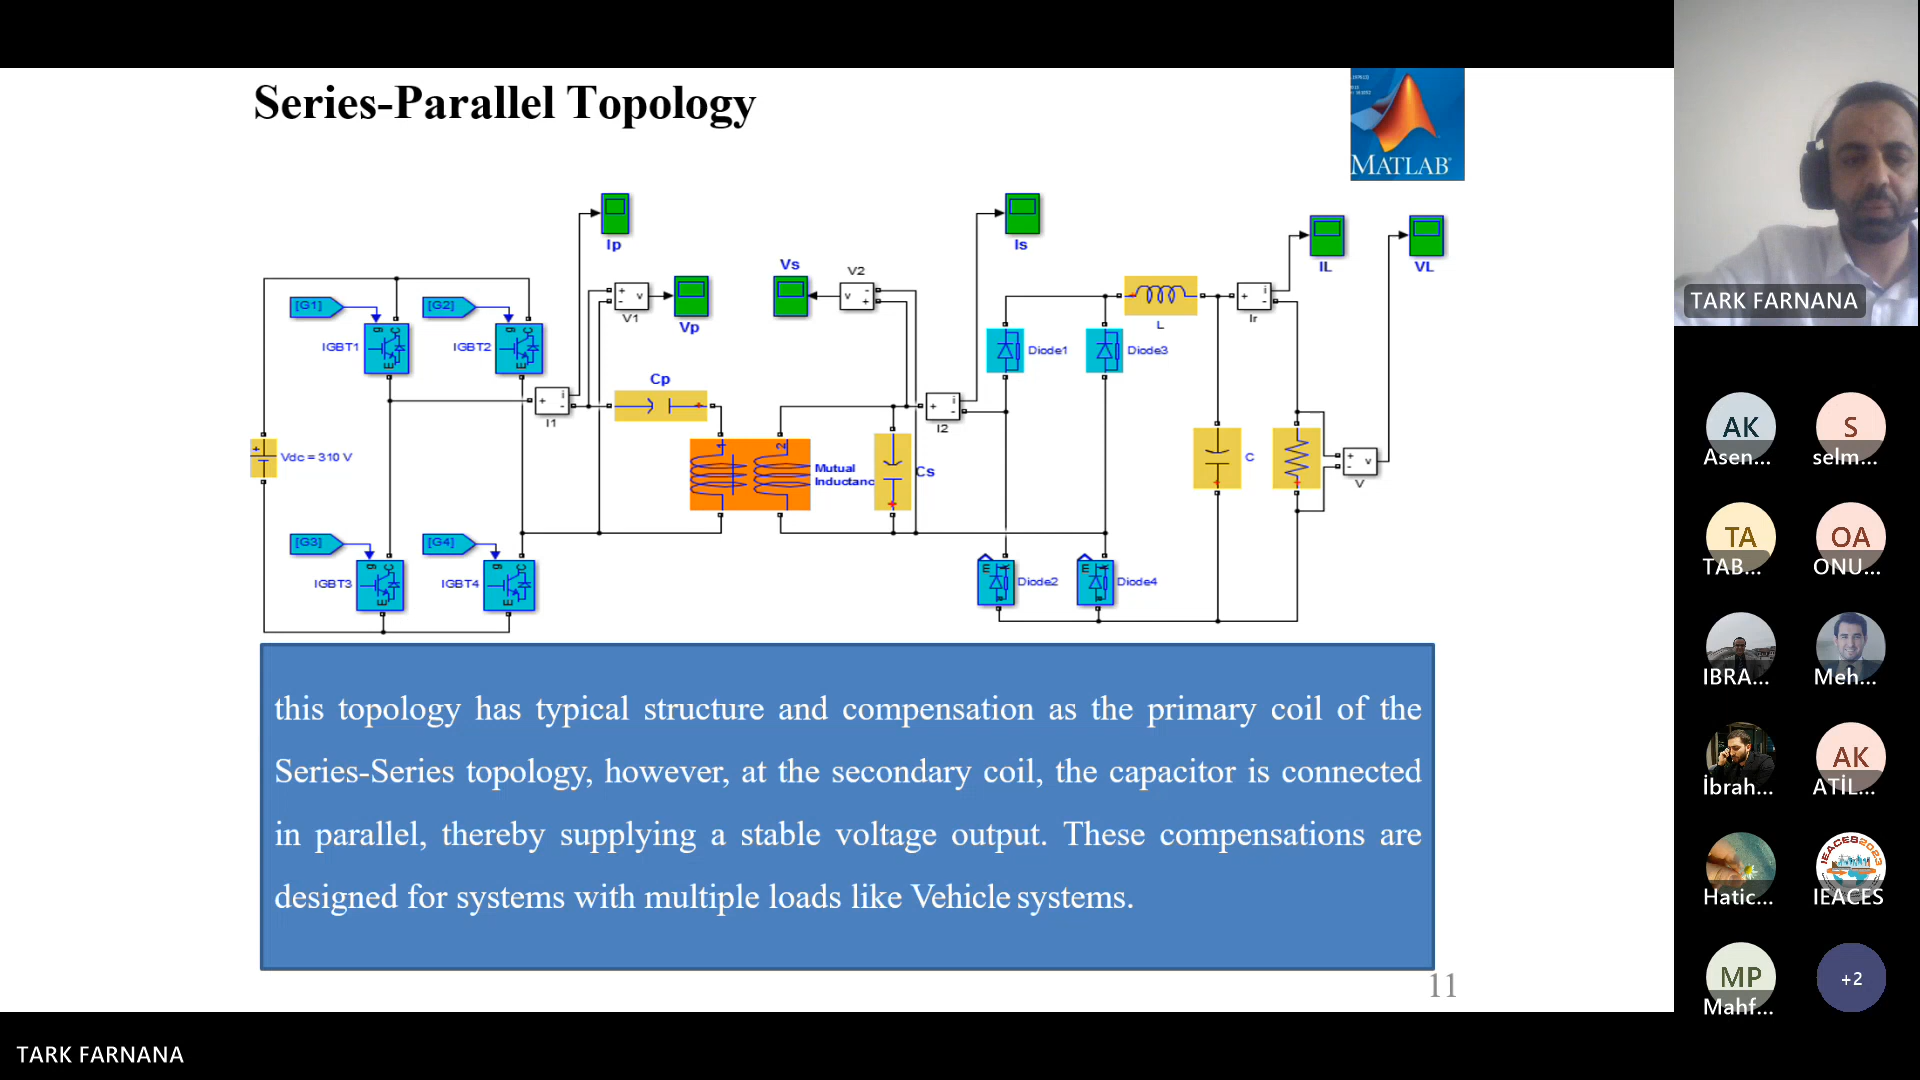 Series-Parallel Topology
MATLAB
TARK FARNANA
Ip
Is
IL
VL
Vs
V2
[G1]
[G2]
V1
Vp
IGBT1
IGBT2
L
Ir
Diode1
Diode3
Cp
I1
I2
Vdc = 310 V
Mutual
Inductanc
Cs
C
V
[G3]
[G4]
IGBT3
IGBT4
Diode2
Diode4
this topology has typical structure and compensation as the primary coil of the
Series-Series topology, however, at the secondary coil, the capacitor is connected
in parallel, thereby supplying a stable voltage output. These compensations are
designed for systems with multiple loads like Vehicle systems.
11
AK
Asen...
S
selm...
TA
TAB...
OA
ONU...
IBRA...
Meh...
İbrah...
AK
ATİL...
Hatic...
IEACES2023
IEACES
MP
Mahf...
+2
TARK FARNANA